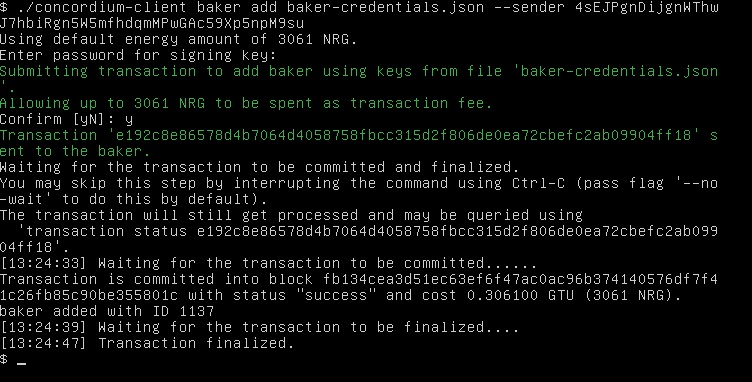 $ ./concordium-client baker add baker-credentials.json --sender 4sEJPgnDijgnWThw
J7hbiRgn5W5mfhdqmMPwGAc59Xp5npM9su
Using default energy amount of 3061 NRG.
Enter password for signing key:
Submitting transaction to add baker using keys from file 'baker-credentials.json
'.
Allowing up to 3061 NRG to be spent as transaction fee.
Confirm [yN]: y
Transaction 'e192c8e86578d4b7064d4058758fbcc315d2f806de0ea72cbefc2ab09904ff18' s
ent to the baker.
Waiting for the transaction to be committed and finalized.
You may skip this step by interrupting the command using Ctrl-C (pass flag '--no
-wait' to do this by default).
The transaction will still get processed and may be queried using
  'transaction status e192c8e86578d4b7064d4058758fbcc315d2f806de0ea72cbefc2ab099
04ff18'.
[13:24:33] Waiting for the transaction to be committed......
Transaction is committed into block fb134cea3d51ec63ef6f47ac0ac96b374140576df7f4
1c26fb85c90be355801c with status "success" and cost 0.306100 GTU (3061 NRG).
baker added with ID 1137
[13:24:39] Waiting for the transaction to be finalized....
[13:24:47] Transaction finalized.
$ _